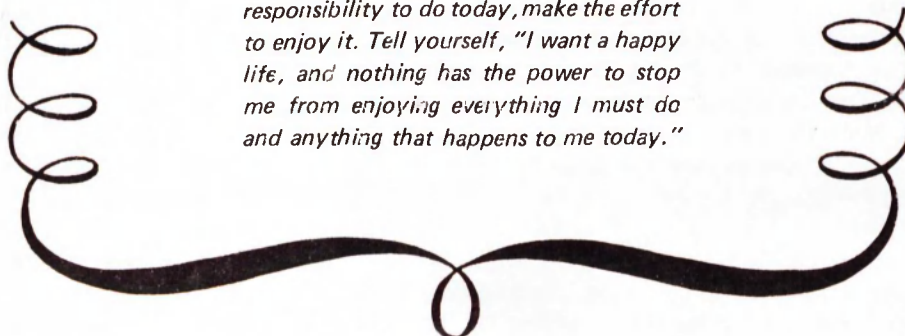 responsibility to do today, make the effort
to enjoy it. Tell yourself, "I want a happy
life, and nothing has the power to stop
me from enjoying everything I must do
and anything that happens to me today."